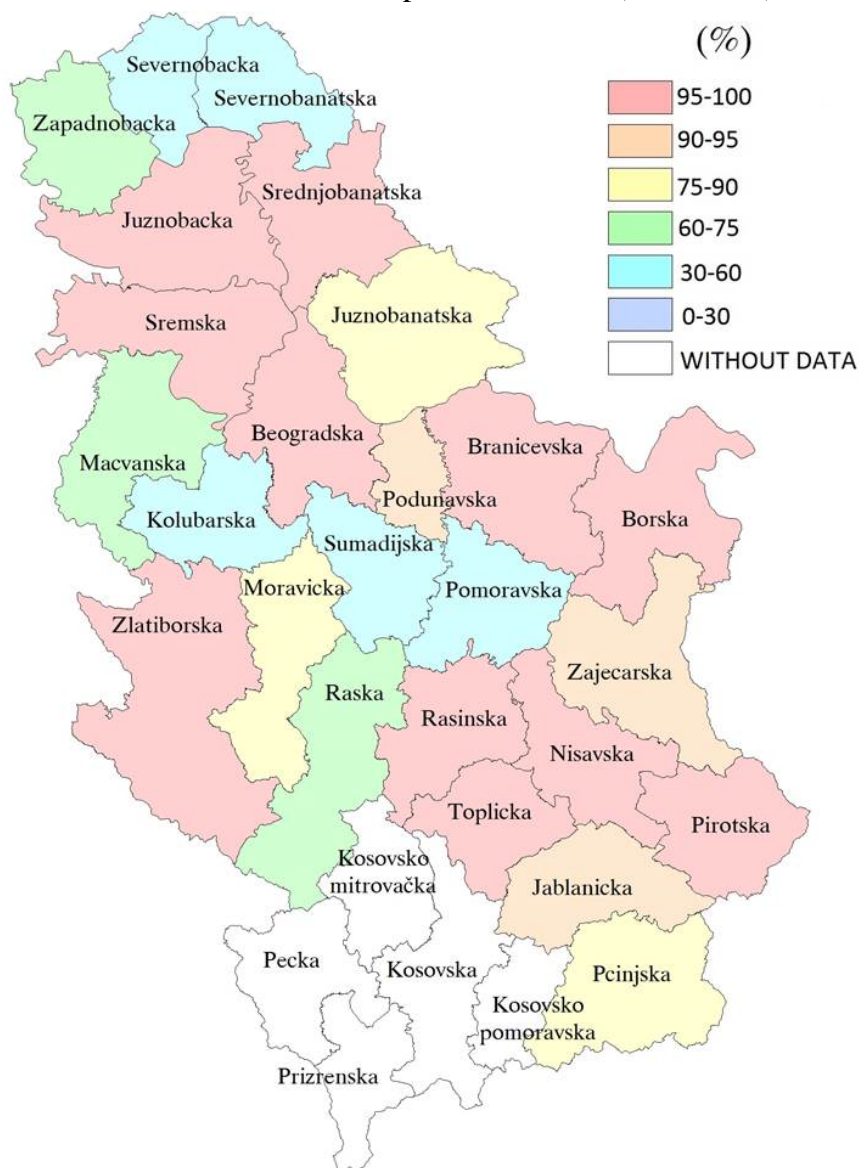 (%)
95-100
90-95
75-90
60-75
30-60
0-30
WITHOUT DATA
Severnobacka
Severnobanatska
Zapadnobacka
Srednjobanatska
Juznobacka
Juznobanatska
Sremska
Beogradska
Branicevska
Macvanska
Podunavska
Kolubarska
Borska
Sumadijska
Moravicka
Pomoravska
Zlatiborska
Zajecarska
Raska
Rasinska
Nisavska
Toplicka
Pirotska
Kosovsko
mitrovačka
Jablanicka
Pecka
Kosovska
Pcinjska
Kosovsko
pomoravska
Prizrenska